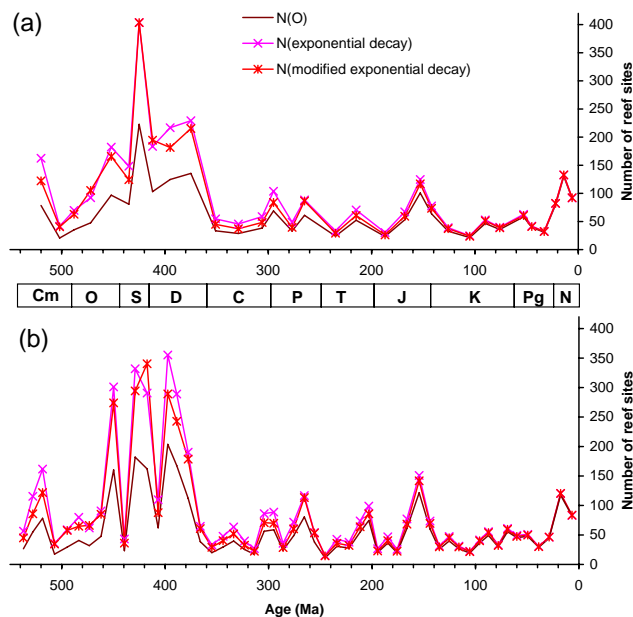 (a)
N(O)
N(exponential decay)
N(modified exponential decay)
400
350
300
250
200
150
100
50
0
Number of reef sites
500 400 300 200 100 0
Cm O S D C P T J K Pg N
(b)
400
350
300
250
200
150
100
50
0
Number of reef sites
500 400 300 200 100 0
Age (Ma)